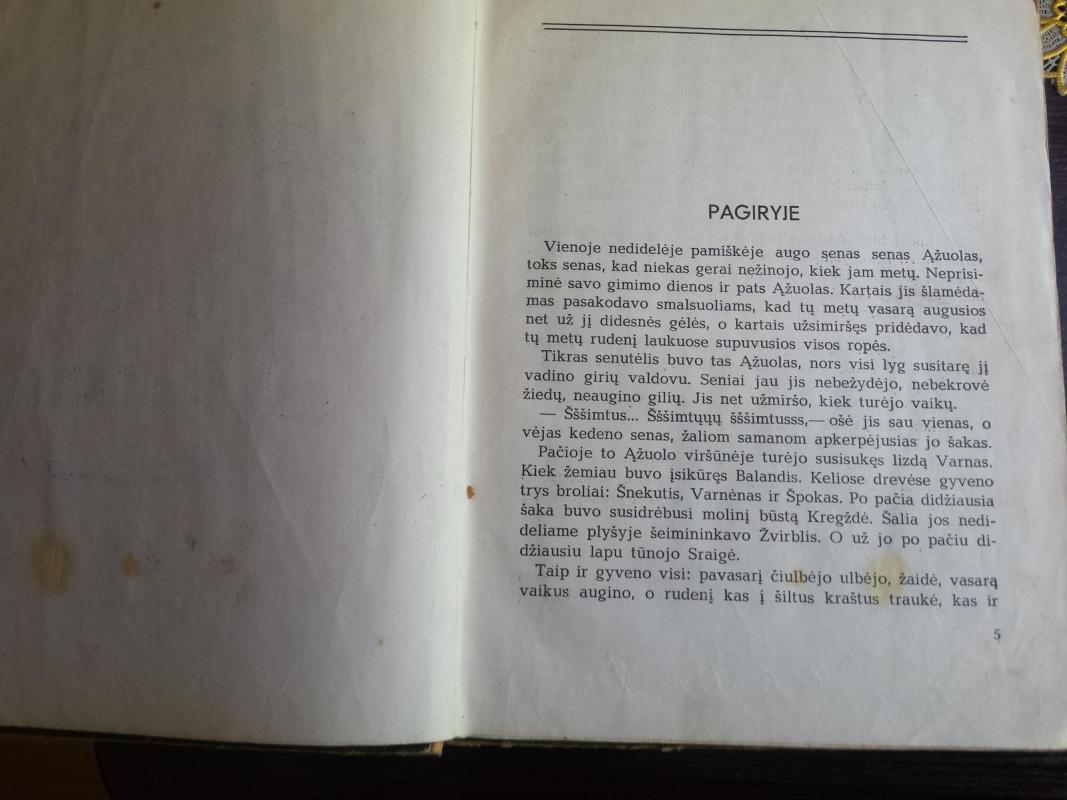 PAGIRYJE
Vienoje nedidelėje pamiškėje augo senas senas Ąžuolas,
toks senas, kad niekas gerai nežinojo, kiek jam metų. Neprisi-
minė savo gimimo dienos ir pats Ąžuolas. Kartais jis šlamėda-
mas pasakodavo smalsuoliams, kad tų metų vasarą augusios
net už jį didesnės gėlės, o kartais užsimiršęs pridėdavo, kad
tų metų rudenį laukuose supuvusios visos ropės.
Tikras senutėlis buvo tas Ąžuolas, nors visi lyg susitarę jį
vadino girių valdovu. Seniai jau jis nebežydėjo, nebekrovė
žiedų, neaugino gilių. Jis net užmiršo, kiek turėjo vaikų.
— Šššimtus... Šššimtųųų šššimtusss,— ošė jis sau vienas, o
vėjas kedeno senas, žaliom samanom apkerpėjusias jo šakas.
Pačioje to Ąžuolo viršūnėje turėjo susisukęs lizdą Varnas.
Kiek žemiau buvo įsikūręs Balandis. Keliose drevėse gyveno
trys broliai: Šnekutis, Varnėnas ir Špokas. Po pačia didžiausia
šaka buvo susidrėbusi molinį būstą Kregždė. Šalia jos nedi-
deliame plyšyje šeimininkavo Žvirblis. O už jo po pačiu di-
džiausiu lapu tūnojo Sraigė.
Taip ir gyveno visi: pavasarį čiulbėjo ulbėjo, žaidė, vasarą
vaikus augino, o rudenį kas į šiltus kraštus traukė, kas ir
5